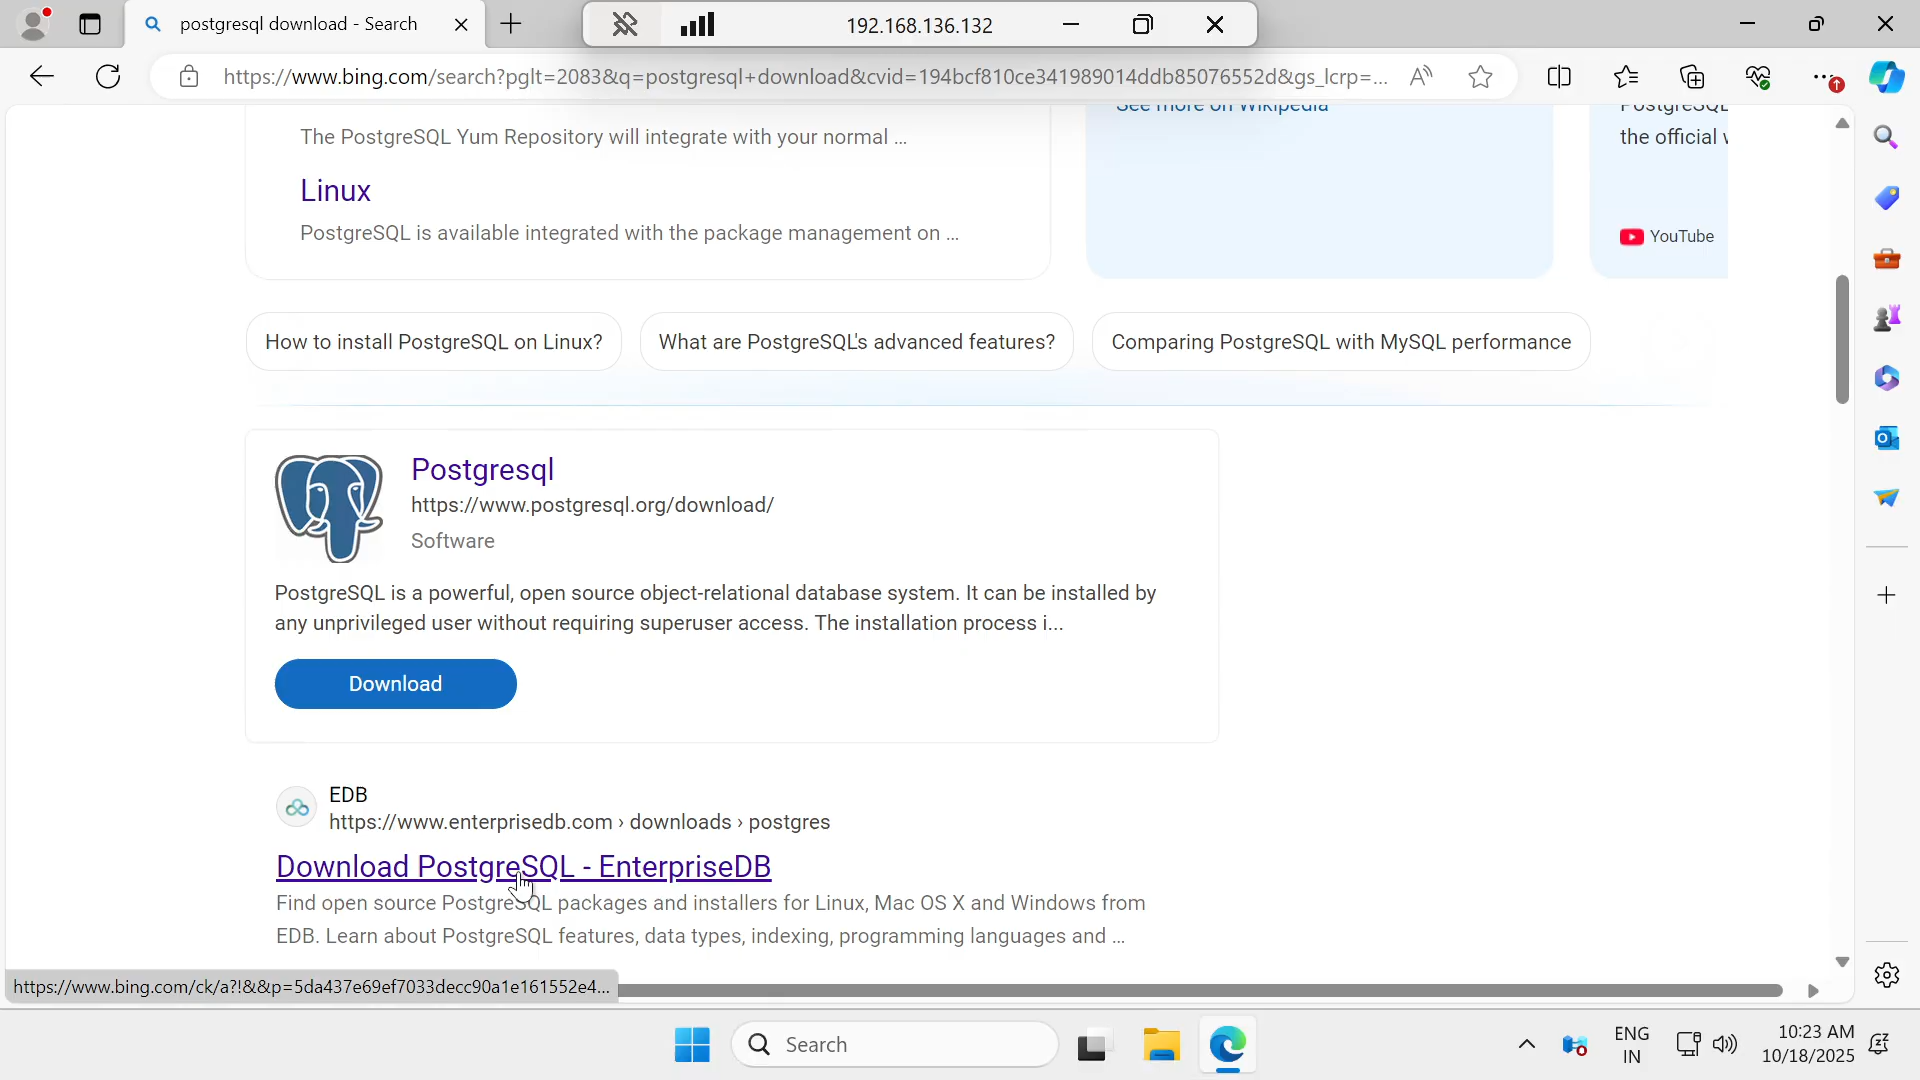 postgresql download - Search
192.168.136.132
https://www.bing.com/search?pglt=2083&q=postgresql+download&cvid=194bcf810ce341989014ddb85076552d&gs_lcrp=...
See more on Wikipedia
PostgreSQL
The PostgreSQL Yum Repository will integrate with your normal ...
the official
Linux
PostgreSQL is available integrated with the package management on ...
YouTube
How to install PostgreSQL on Linux?
What are PostgreSQL's advanced features?
Comparing PostgreSQL with MySQL performance
Postgresql
https://www.postgresql.org/download/
Software
PostgreSQL is a powerful, open source object-relational database system. It can be installed by
any unprivileged user without requiring superuser access. The installation process i...
Download
EDB
https://www.enterprisedb.com › downloads › postgres
Download PostgreSQL - EnterpriseDB
Find open source PostgreSQL packages and installers for Linux, Mac OS X and Windows from
EDB. Learn about PostgreSQL features, data types, indexing, programming languages and ...
https://www.bing.com/ck/a?!&&p=5da437e69ef7033decc90a1e161552e4...
Search
ENG
IN
10:23 AM
10/18/2025